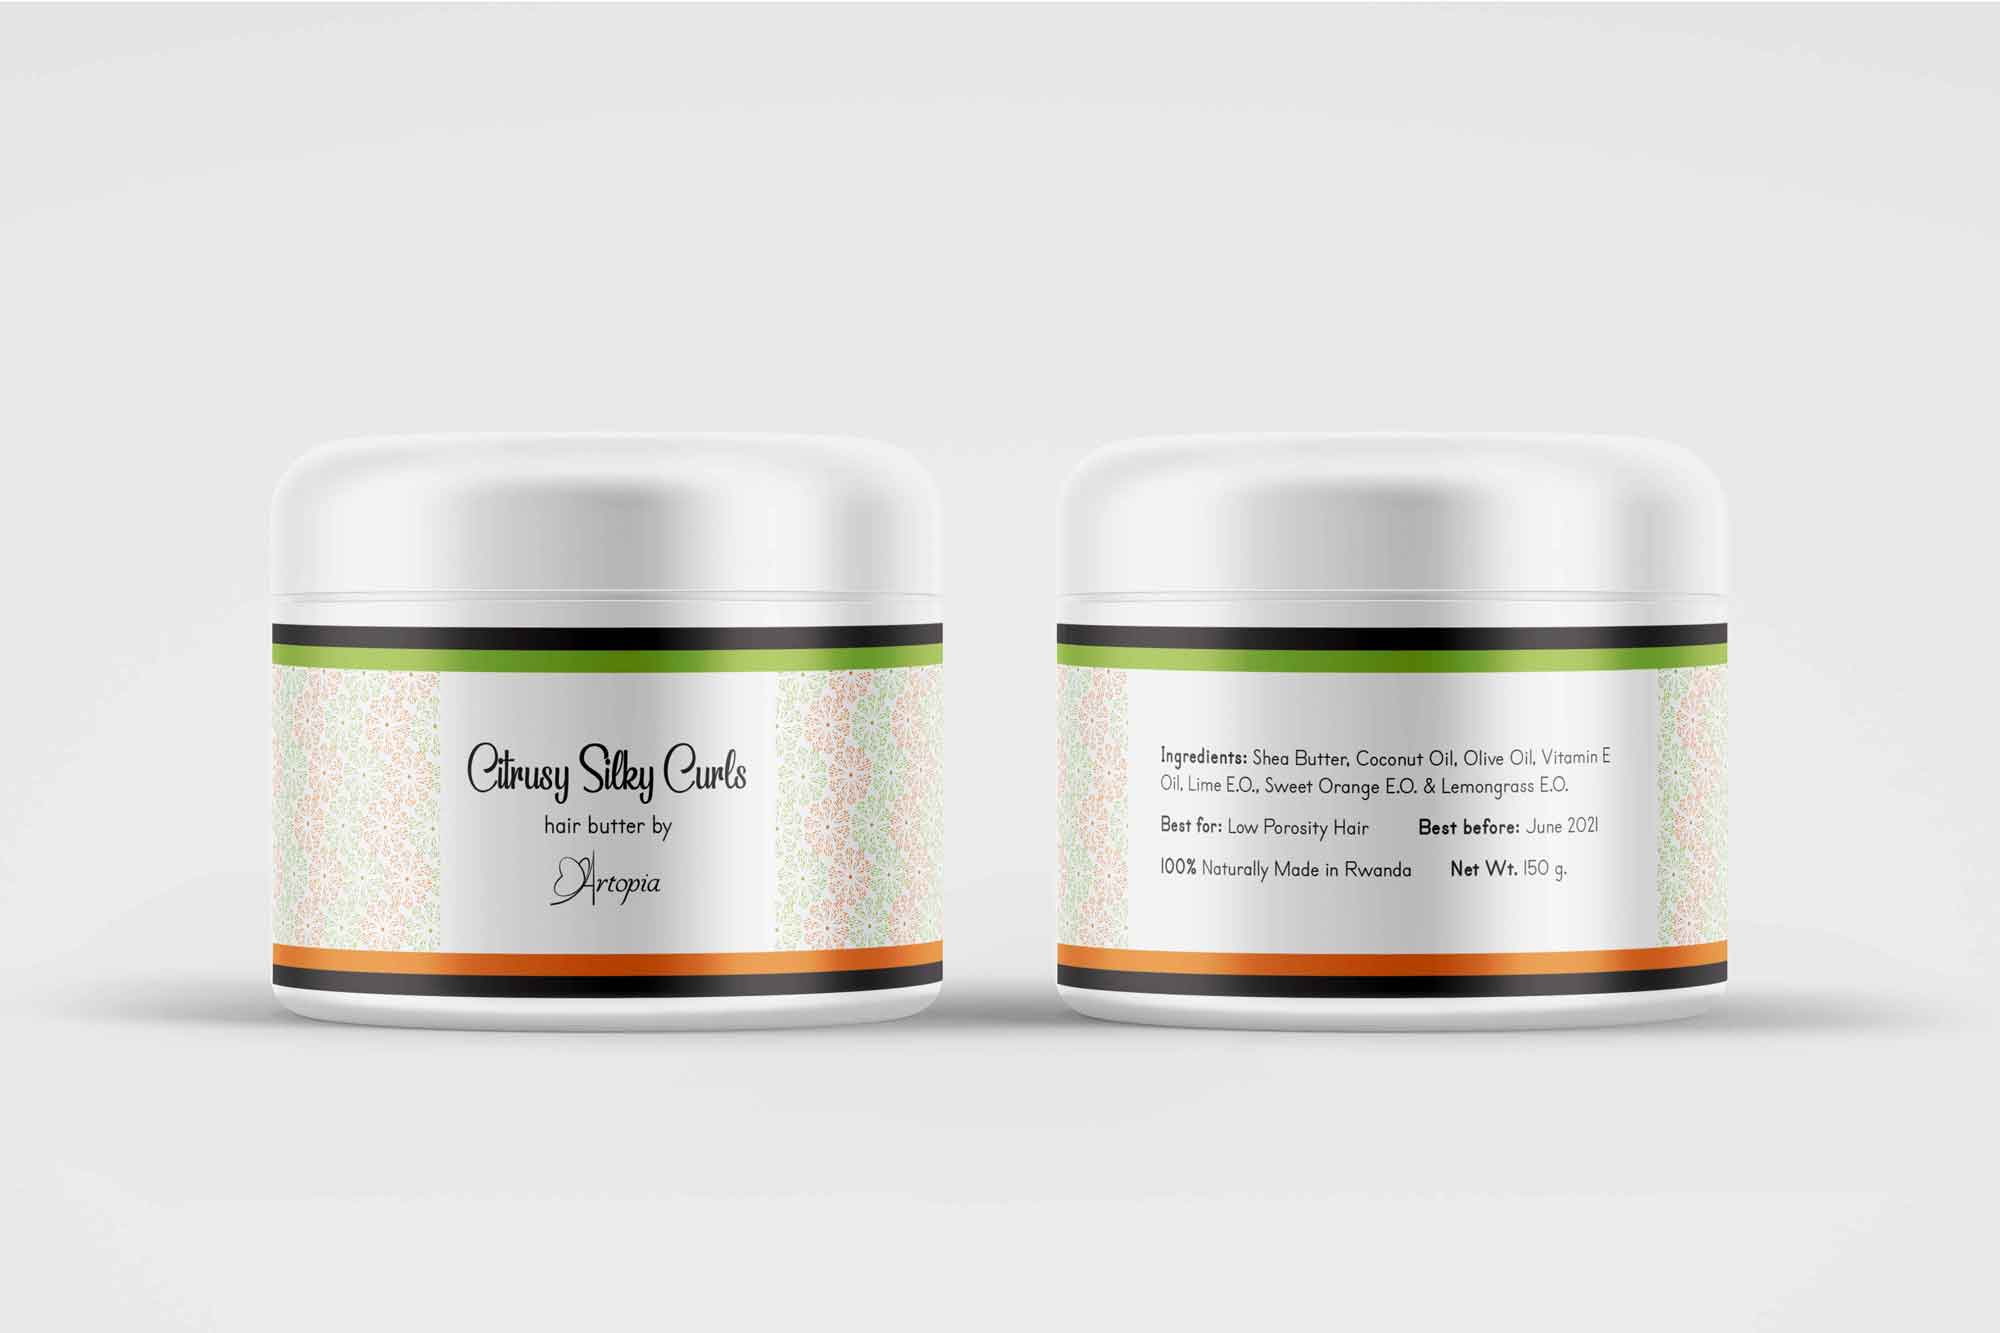 Citrusy Silky Curls
hair butter by
Artopia
Ingredients: Shea Butter, Coconut Oil, Olive Oil, Vitamin E
Oil, Lime E.O., Sweet Orange E.O. & Lemongrass E.O.
Best for: Low Porosity Hair Best before: June 2021
100% Naturally Made in Rwanda Net Wt. 150 g.